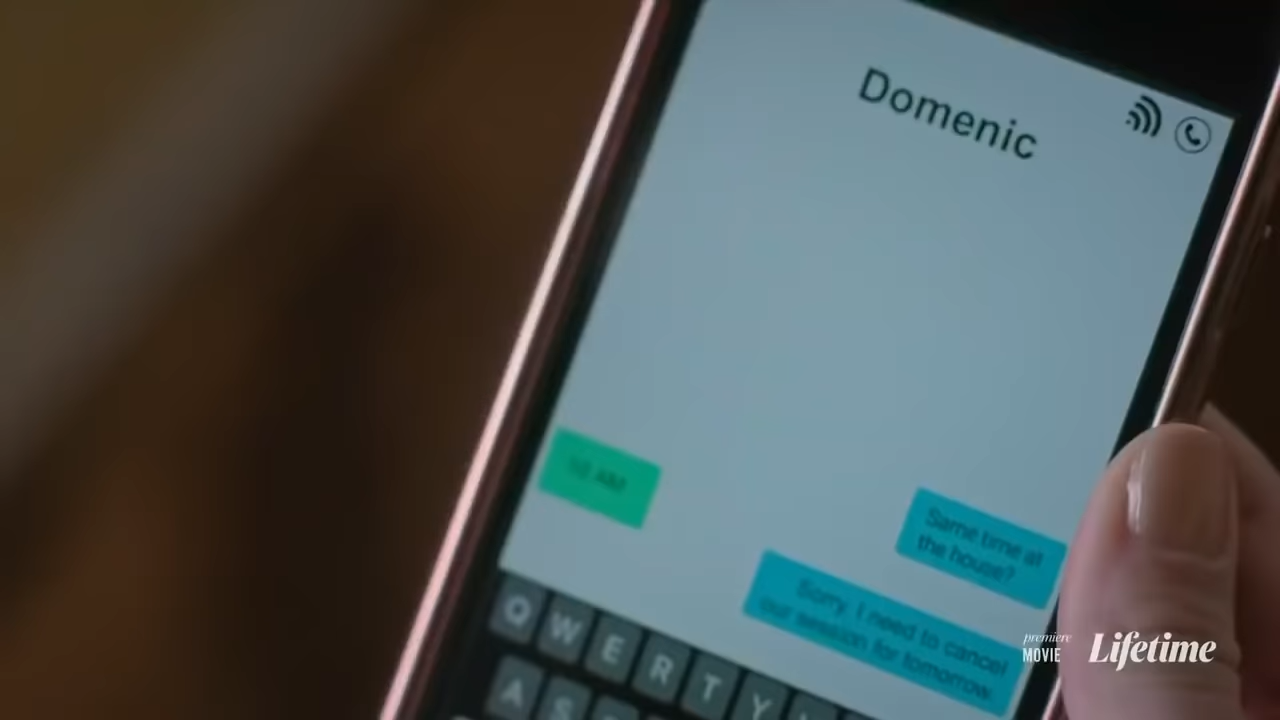 Domenic
10 AM
Same time at
the house?
Sorry. I need to cancel
our session for tomorrow.
Q W E R T Y
A S
premiere
MOVIE
Lifetime